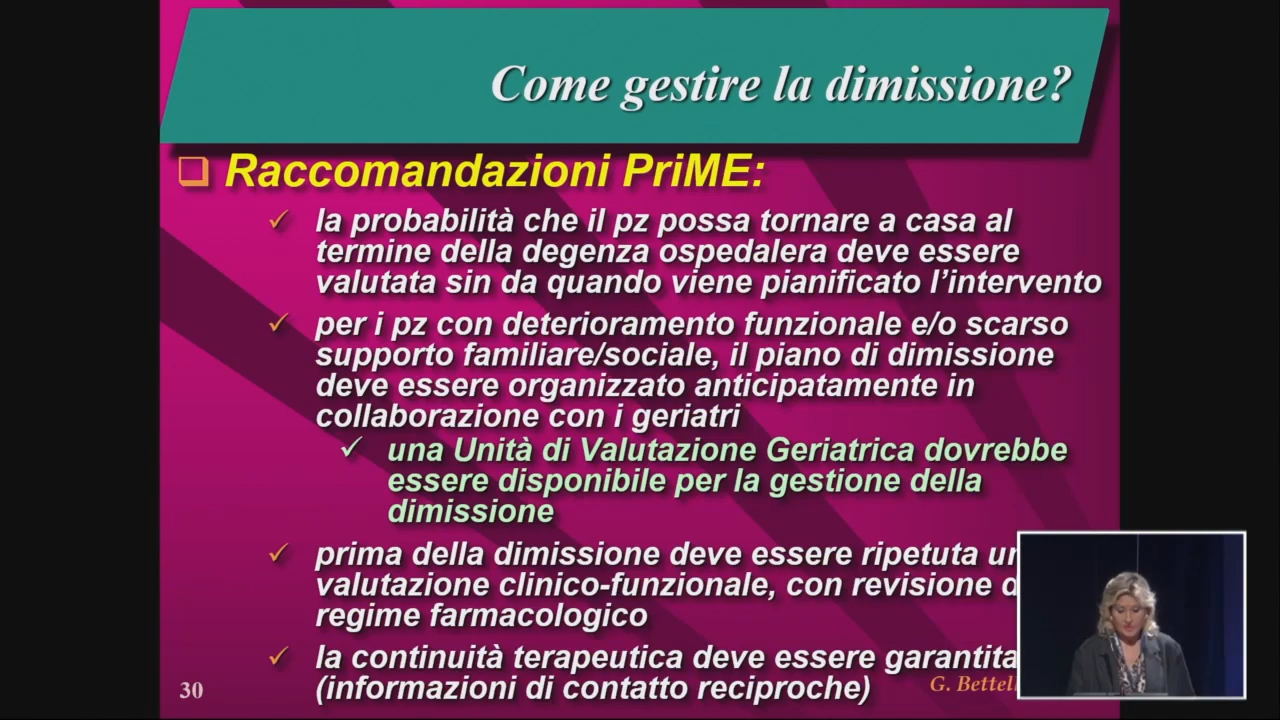 Come gestire la dimissione?
Raccomandazioni PriME:
la probabilità che il pz possa tornare a casa al
termine della degenza ospedalera deve essere
valutata sin da quando viene pianificato l’intervento
per i pz con deterioramento funzionale e/o scarso
supporto familiare/sociale, il piano di dimissione
deve essere organizzato anticipatamente in
collaborazione con i geriatri
una Unità di Valutazione Geriatrica dovrebbe
essere disponibile per la gestione della
dimissione
prima della dimissione deve essere ripetuta
valutazione clinico-funzionale, con revisione
regime farmacologico
la continuità terapeutica deve essere garantita
(informazioni di contatto reciproche)
30
G.